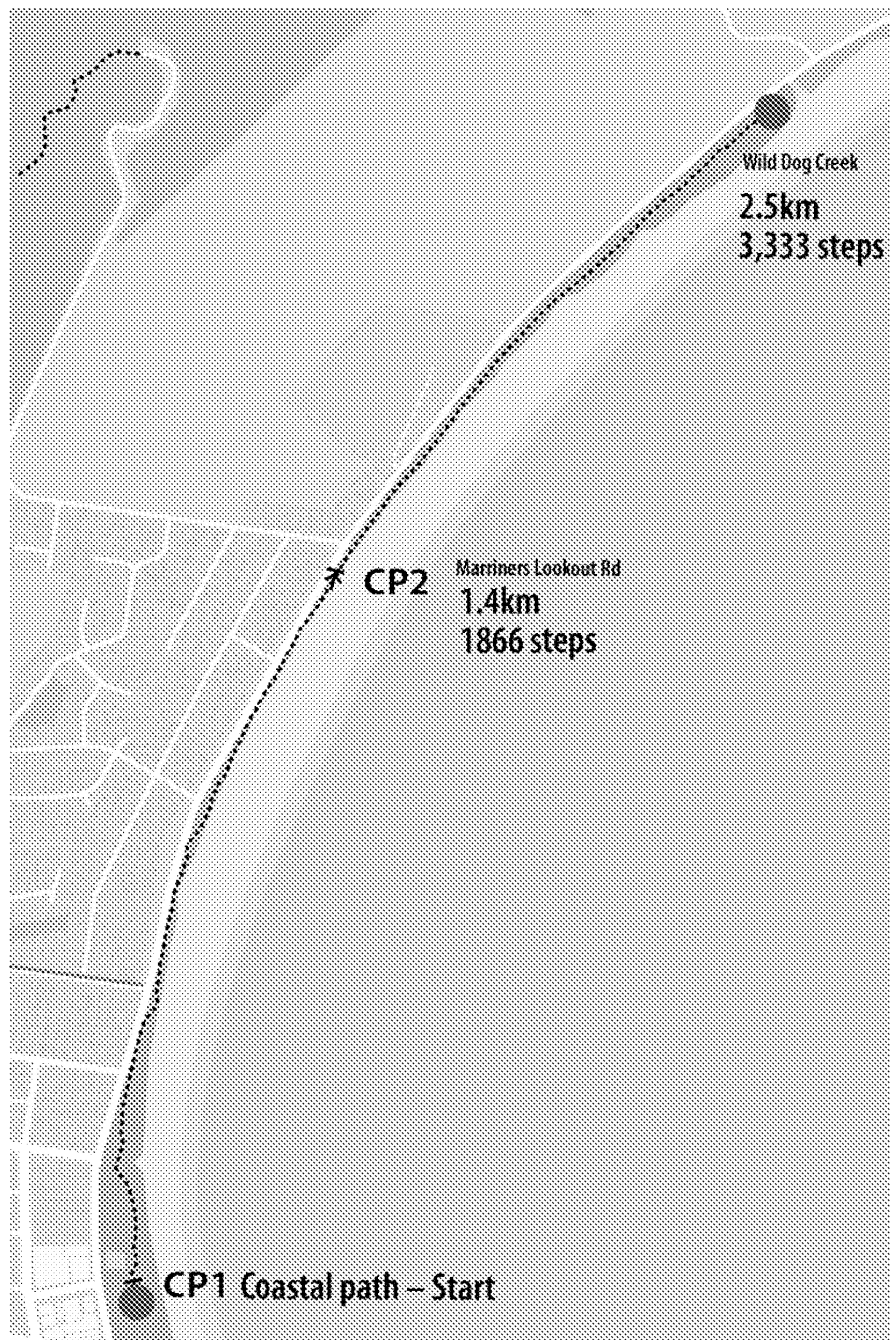 Wild Dog Creek
2.5km
3,333 steps
CP2
Marriners Lookout Rd
1.4km
1866 steps
CP1 Coastal path – Start